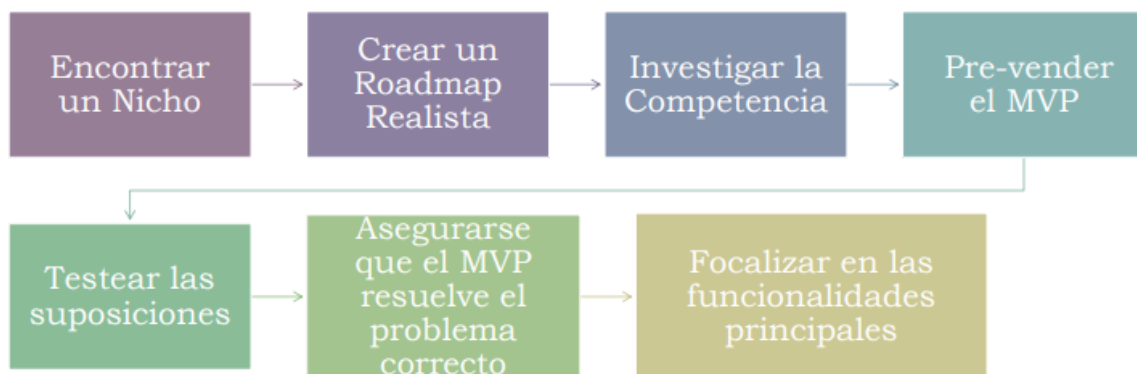 Encontrar
un Nicho
Crear un
Roadmap
Realista
Investigar la
Competencia
Pre-vender
el MVP
Testear las
suposiciones
Asegurarse
que el MVP
resuelve el
problema
correcto
Focalizar en las
funcionalidades
principales